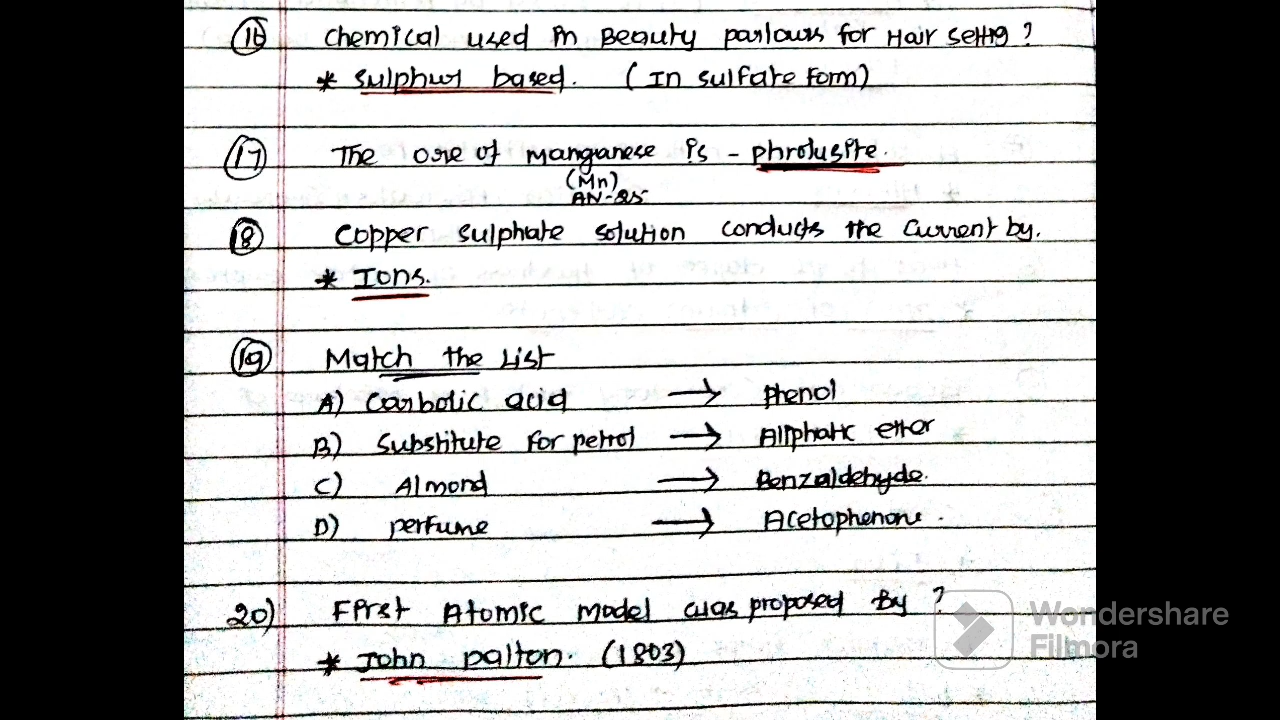 16 Chemical used in Beauty parlours for Hair setting?
* Sulphur based. (In sulfate form)
17 The ore of manganese is - phrolusite.
(Mn)
AN-25
18 Copper sulphate solution conducts the current by.
* Ions.
19 Match the List
A) Carbolic acid → Phenol
B) Substitute for petrol → Aliphatic ether
C) Almond → Benzaldehyde.
D) perfume → Acetophenone.
20) First Atomic model was proposed By ?
* John Dalton. (1803)
Wondershare
Filmora